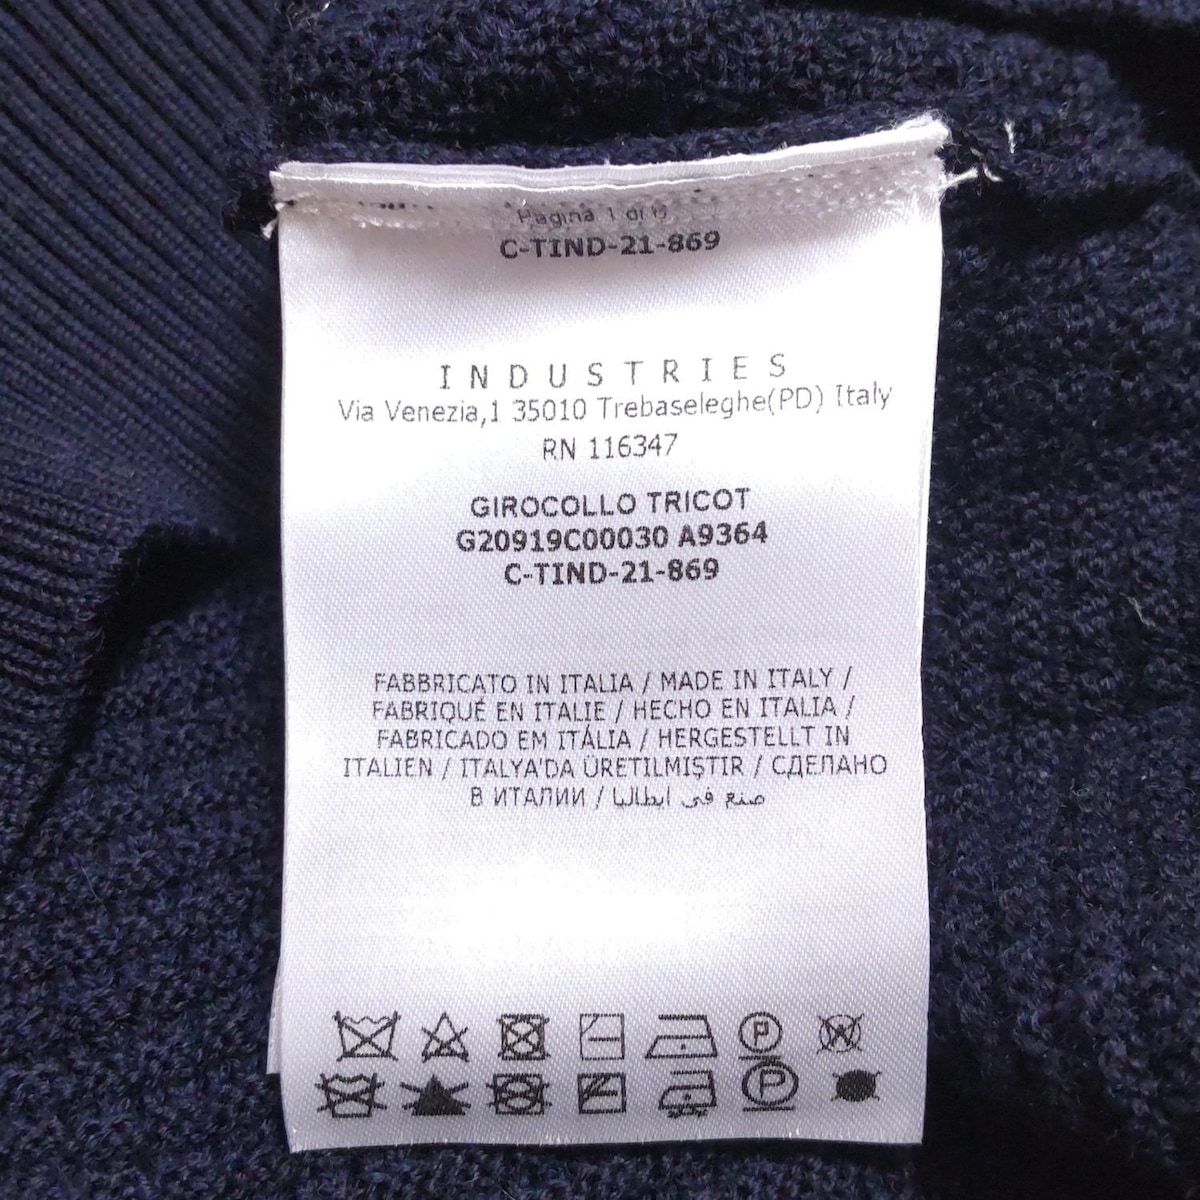 Pagina 1 di 8
C-TIND-21-869
INDUSTRIES
Via Venezia,1 35010 Trebaseleghe(PD) Italy
RN 116347
GIROCOLLO TRICOT
G20919C00030 A9364
C-TIND-21-869
FABBRICATO IN ITALIA / MADE IN ITALY /
FABRIQUÉ EN ITALIE / HECHO EN ITALIA /
FABRICADO EM ITÁLIA / HERGESTELLT IN
ITALIEN / ITALYA'DA ÜRETILMIŞTIR / СДЕЛАНО
В ИТАЛИИ / صنع في ايطاليا
P W
P